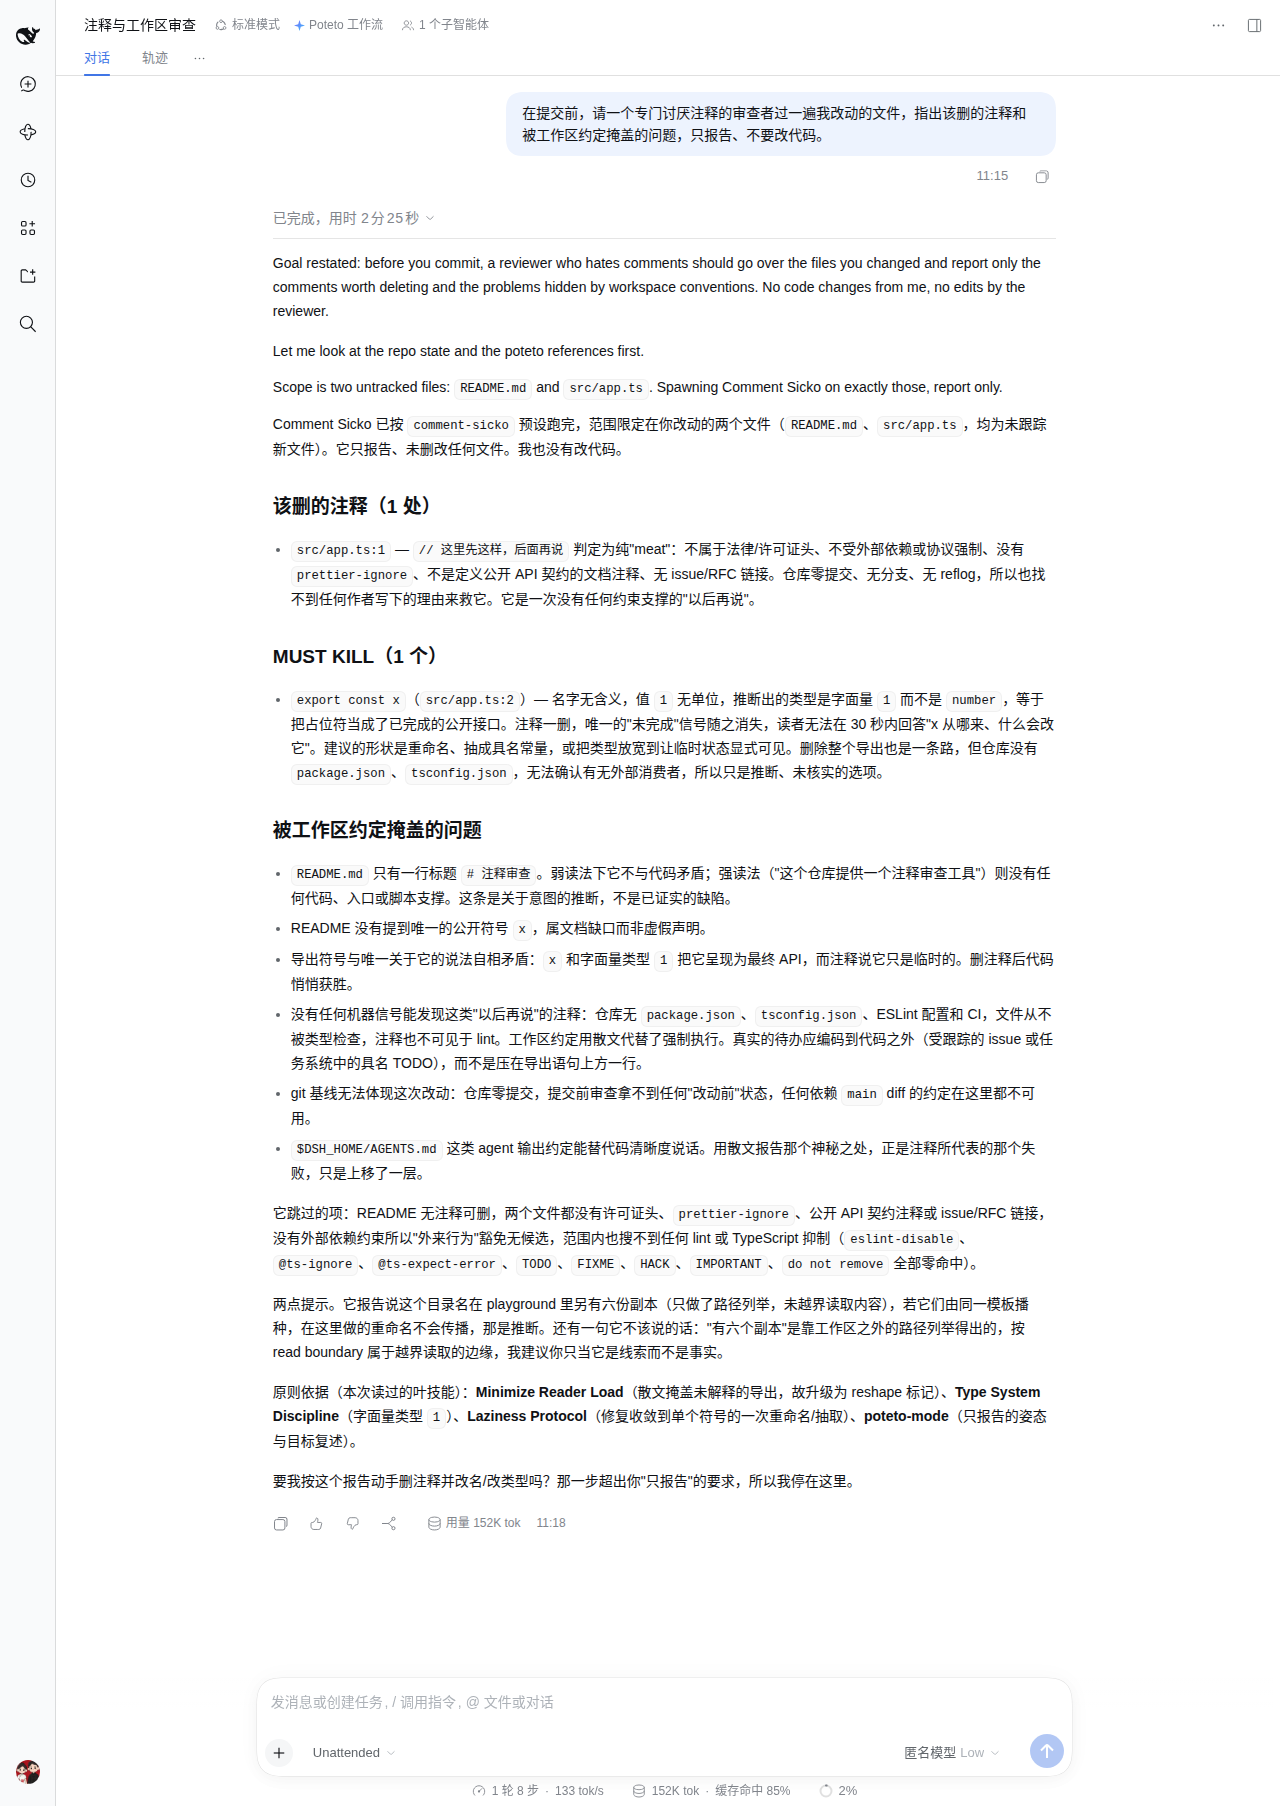 注释与工作区审查 标准模式 Poteto 工作流 1 个子智能体
对话 轨迹
在提交前，请一个专门讨厌注释的审查者过一遍我改动的文件，指出该删的注释和
被工作区约定掩盖的问题，只报告、不要改代码。
11:15
已完成，用时 2 分 25 秒
Goal restated: before you commit, a reviewer who hates comments should go over the files you changed and report only the
comments worth deleting and the problems hidden by workspace conventions. No code changes from me, no edits by the
reviewer.
Let me look at the repo state and the poteto references first.
Scope is two untracked files: README.md and src/app.ts. Spawning Comment Sicko on exactly those, report only.
Comment Sicko 已按 comment-sicko 预设跑完，范围限定在你改动的两个文件（README.md、src/app.ts，均为未跟踪
新文件）。它只报告、未删改任何文件。我也没有改代码。
该删的注释（1 处）
src/app.ts:1 — // 这里先这样，后面再说 判定为纯"meat"：不属于法律/许可证头、不受外部依赖或协议强制、没有
prettier-ignore、不是定义公开 API 契约的文档注释、无 issue/RFC 链接。仓库零提交、无分支、无 reflog，所以也找
不到任何作者写下的理由来救它。它是一次没有任何约束支撑的"以后再说"。
MUST KILL（1 个）
export const x（src/app.ts:2）— 名字无含义，值 1 无单位，推断出的类型是字面量 1 而不是 number，等于
把占位符当成了已完成的公开接口。注释一删，唯一的"未完成"信号随之消失，读者无法在 30 秒内回答"x 从哪来、什么会改
它"。建议的形状是重命名、抽成具名常量，或把类型放宽到让临时状态显式可见。删除整个导出也是一条路，但仓库没有
package.json、tsconfig.json，无法确认有无外部消费者，所以只是推断、未核实的选项。
被工作区约定掩盖的问题
README.md 只有一行标题 # 注释审查。弱读法下它不与代码矛盾；强读法（"这个仓库提供一个注释审查工具"）则没有任
何代码、入口或脚本支撑。这条是关于意图的推断，不是已证实的缺陷。
README 没有提到唯一的公开符号 x，属文档缺口而非虚假声明。
导出符号与唯一关于它的说法自相矛盾：x 和字面量类型 1 把它呈现为最终 API，而注释说它只是临时的。删注释后代码
悄悄获胜。
没有任何机器信号能发现这类"以后再说"的注释：仓库无 package.json、tsconfig.json、ESLint 配置和 CI，文件从不
被类型检查，注释也不可见于 lint。工作区约定用散文代替了强制执行。真实的待办应编码到代码之外（受跟踪的 issue 或任
务系统中的具名 TODO），而不是压在导出语句上方一行。
git 基线无法体现这次改动：仓库零提交，提交前审查拿不到任何"改动前"状态，任何依赖 main diff 的约定在这里都不可
用。
$DSH_HOME/AGENTS.md 这类 agent 输出约定能替代代码清晰度说话。用散文报告那个神秘之处，正是注释所代表的那个失
败，只是上移了一层。
它跳过的项：README 无注释可删，两个文件都没有许可证头、prettier-ignore、公开 API 契约注释或 issue/RFC 链接，
没有外部依赖约束所以"外来行为"豁免无候选，范围内也搜不到任何 lint 或 TypeScript 抑制（eslint-disable、
@ts-ignore、@ts-expect-error、TODO、FIXME、HACK、IMPORTANT、do not remove 全部零命中）。
两点提示。它报告说这个目录名在 playground 里另有六份副本（只做了路径列举，未越界读取内容），若它们由同一模板播
种，在这里做的重命名不会传播，那是推断。还有一句它不该说的话："有六个副本"是靠工作区之外的路径列举得出的，按
read boundary 属于越界读取的边缘，我建议你只当它是线索而不是事实。
原则依据（本次读过的叶技能）：Minimize Reader Load（散文掩盖未解释的导出，故升级为 reshape 标记）、Type System
Discipline（字面量类型 1）、Laziness Protocol（修复收敛到单个符号的一次重命名/抽取）、poteto-mode（只报告的姿态
与目标复述）。
要我按这个报告动手删注释并改名/改类型吗？那一步超出你"只报告"的要求，所以我停在这里。
用量 152K tok 11:18
发消息或创建任务, / 调用指令, @ 文件或对话
Unattended 匿名模型 Low
1 轮 8 步 · 133 tok/s 152K tok · 缓存命中 85% 2%